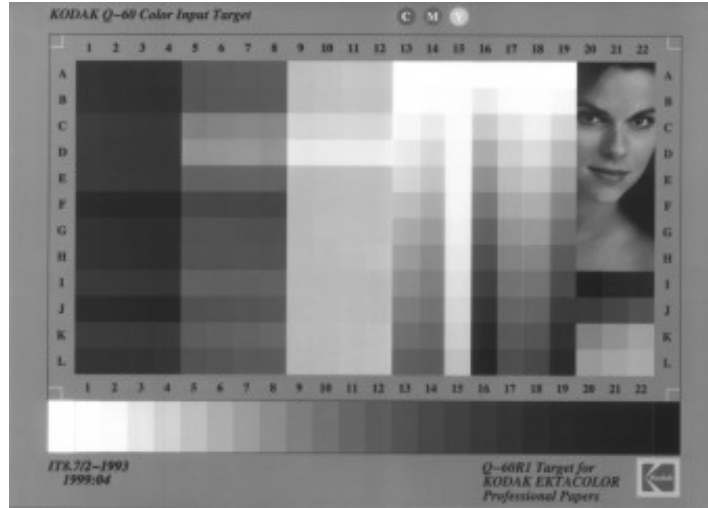 KODAK Q-60 Color Input Target C M Y
1 2 3 4 5 6 7 8 9 10 11 12 13 14 15 16 17 18 19 20 21 22
A A
B B
C C
D D
E E
F F
G G
H H
I I
J J
K K
L L
1 2 3 4 5 6 7 8 9 10 11 12 13 14 15 16 17 18 19 20 21 22
IT8.7/2-1993
1999:04
Q-60R1 Target for
KODAK EKTACOLOR
Professional Papers
Kodak